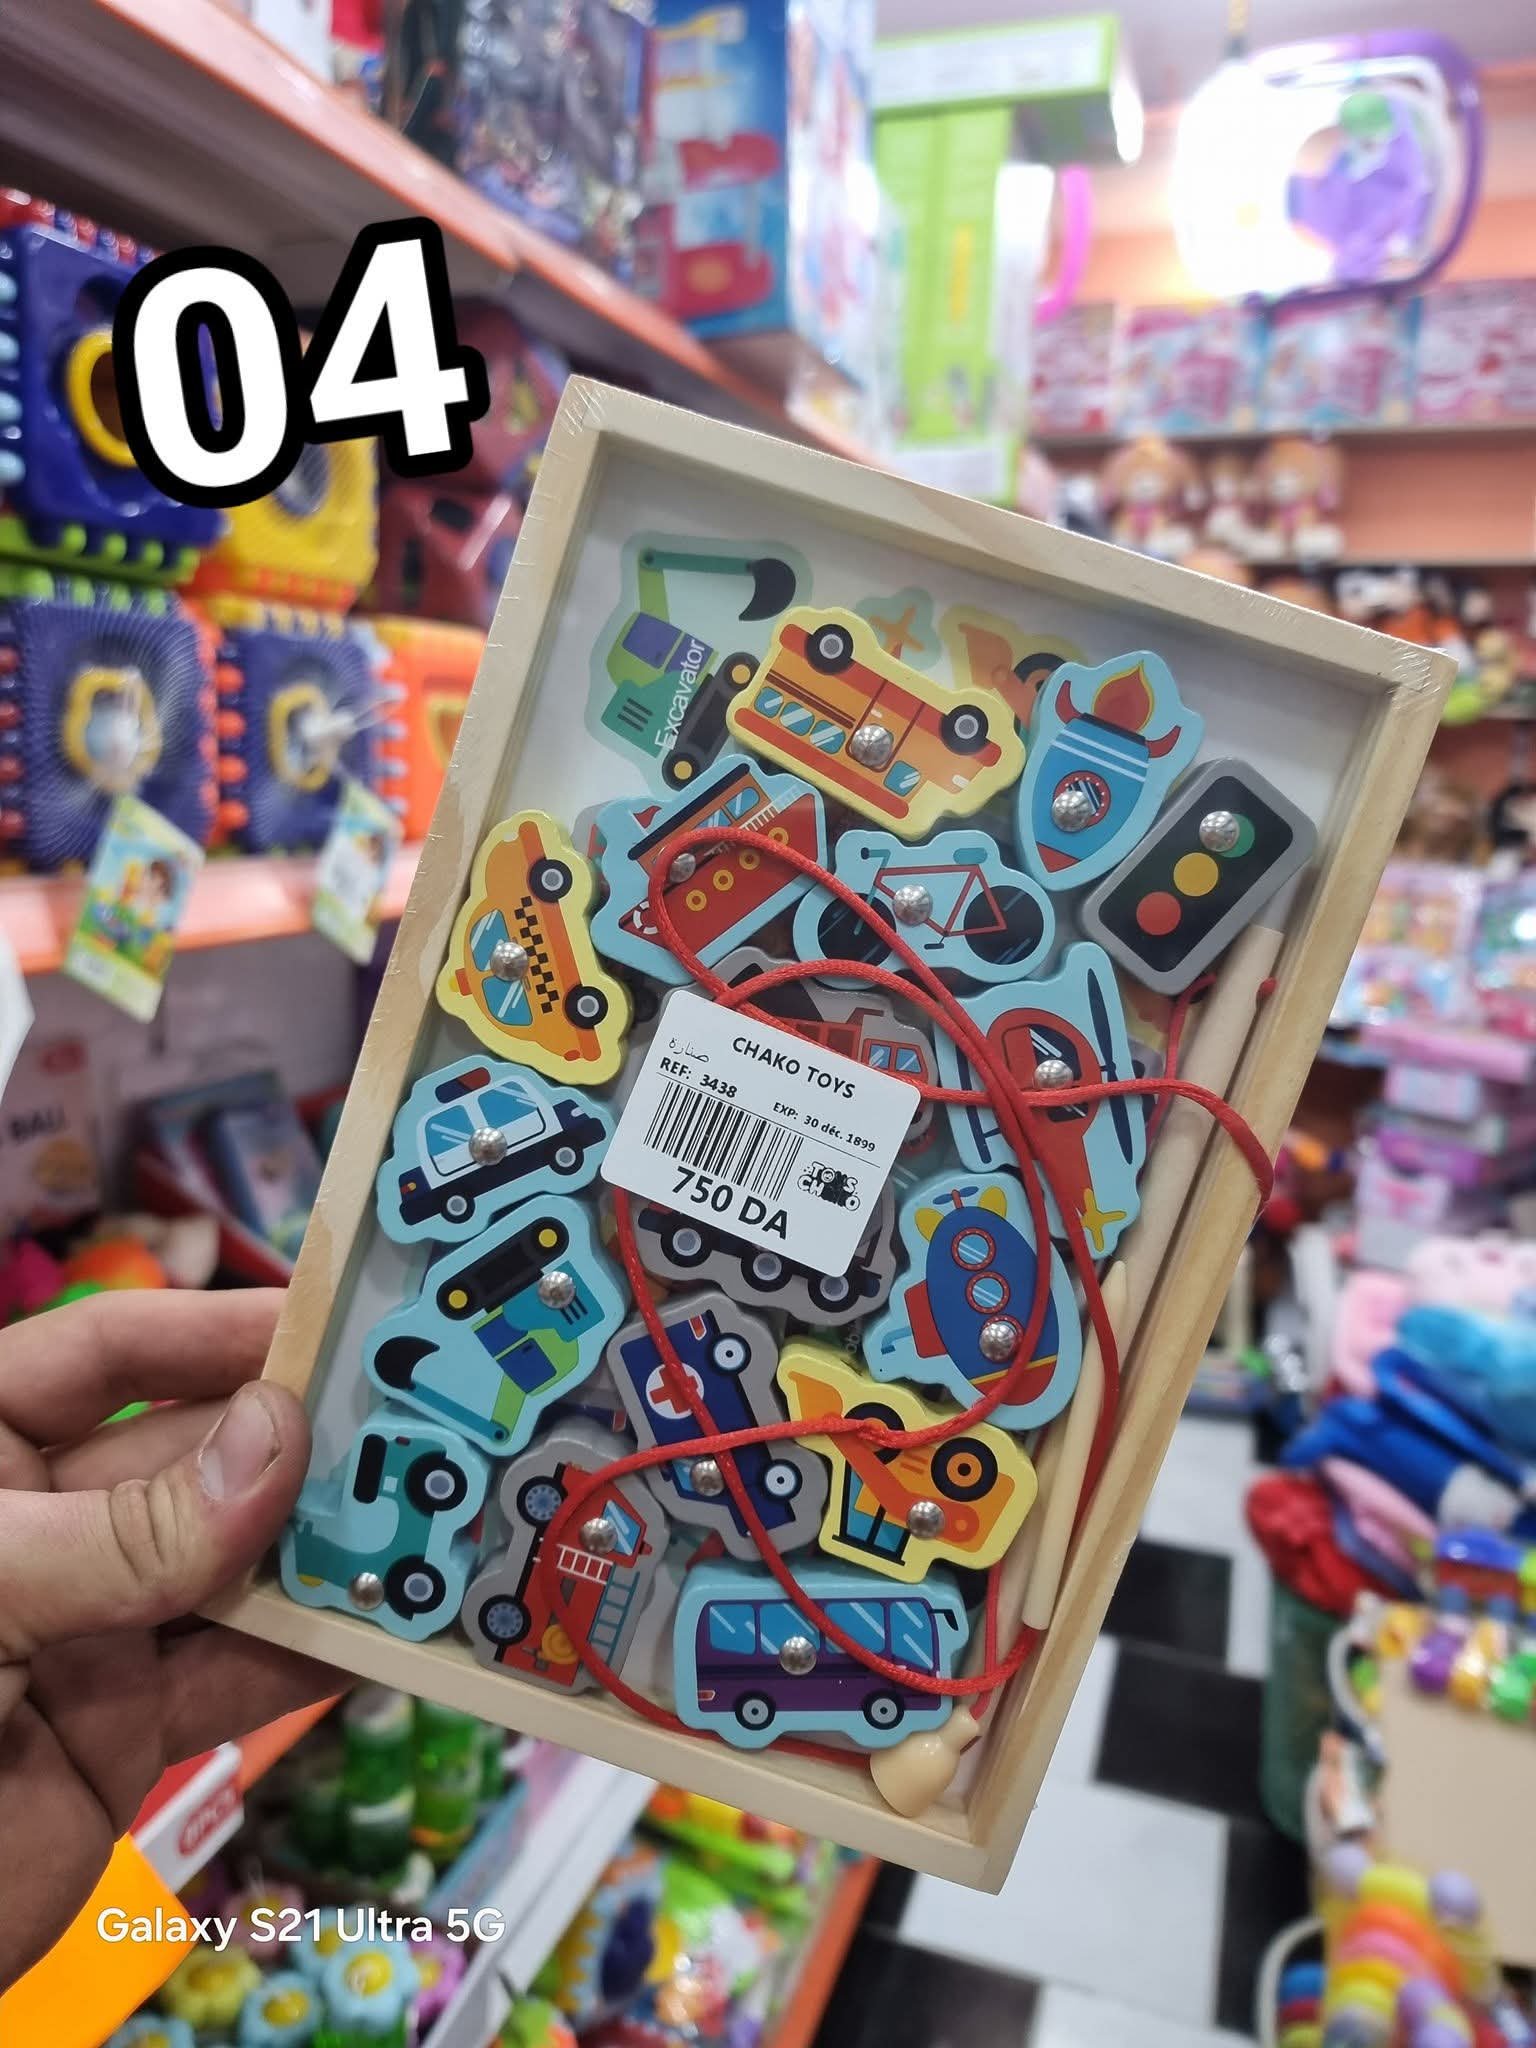 04
Excavator
CHAKO TOYS
صنارة
REF: 3438
EXP: 30 déc. 1899
750 DA
TOYS
CHAKO
BALI
Galaxy S21 Ultra 5G